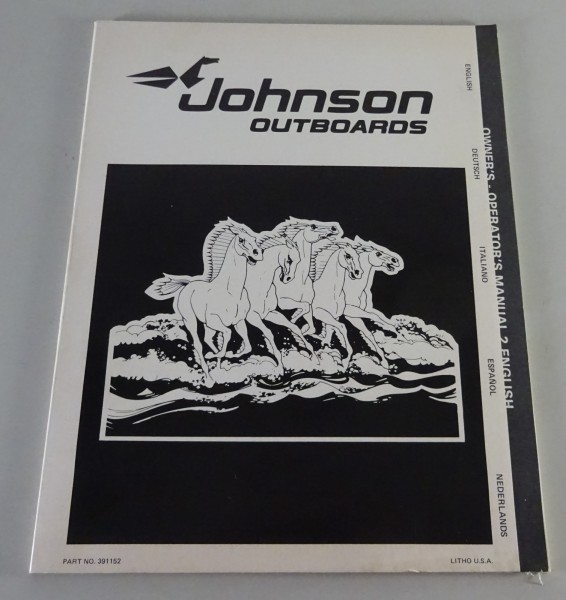 Johnson
OUTBOARDS
ENGLISH
DEUTSCH
ITALIANO
ESPAÑOL
NEDERLANDS
OWNER'S - OPERATOR'S MANUAL 2 ENGLISH
PART NO. 391152
LITHO U.S.A.